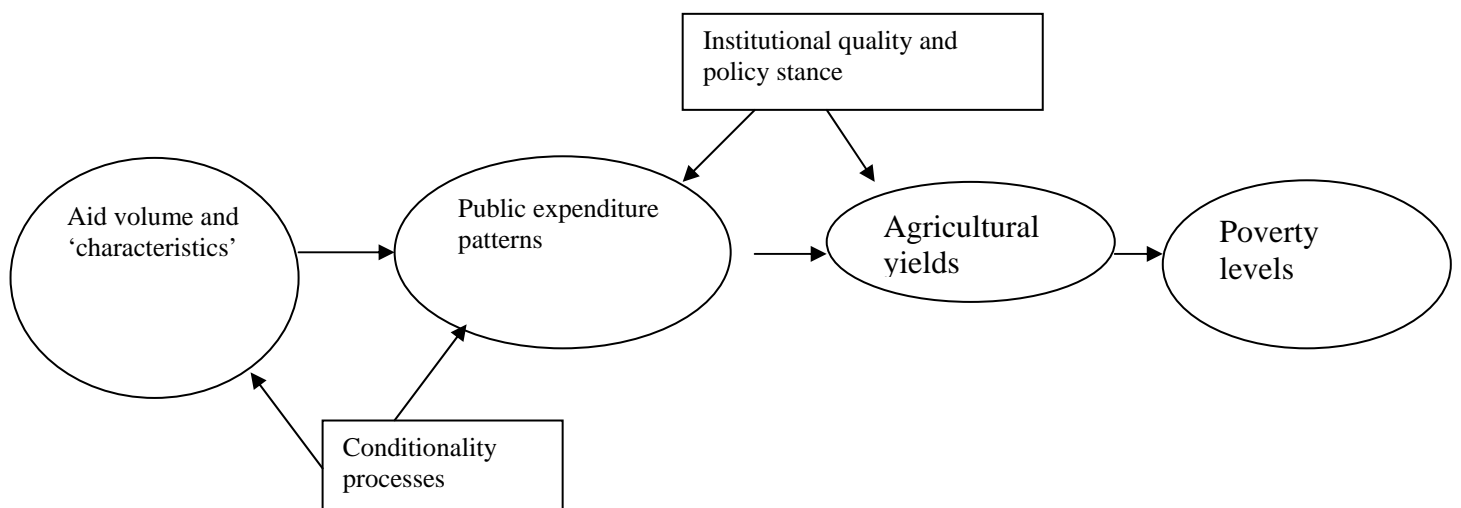 Institutional quality and
policy stance
Aid volume and
‘characteristics’
Public expenditure
patterns
Agricultural
yields
Poverty
levels
Conditionality
processes